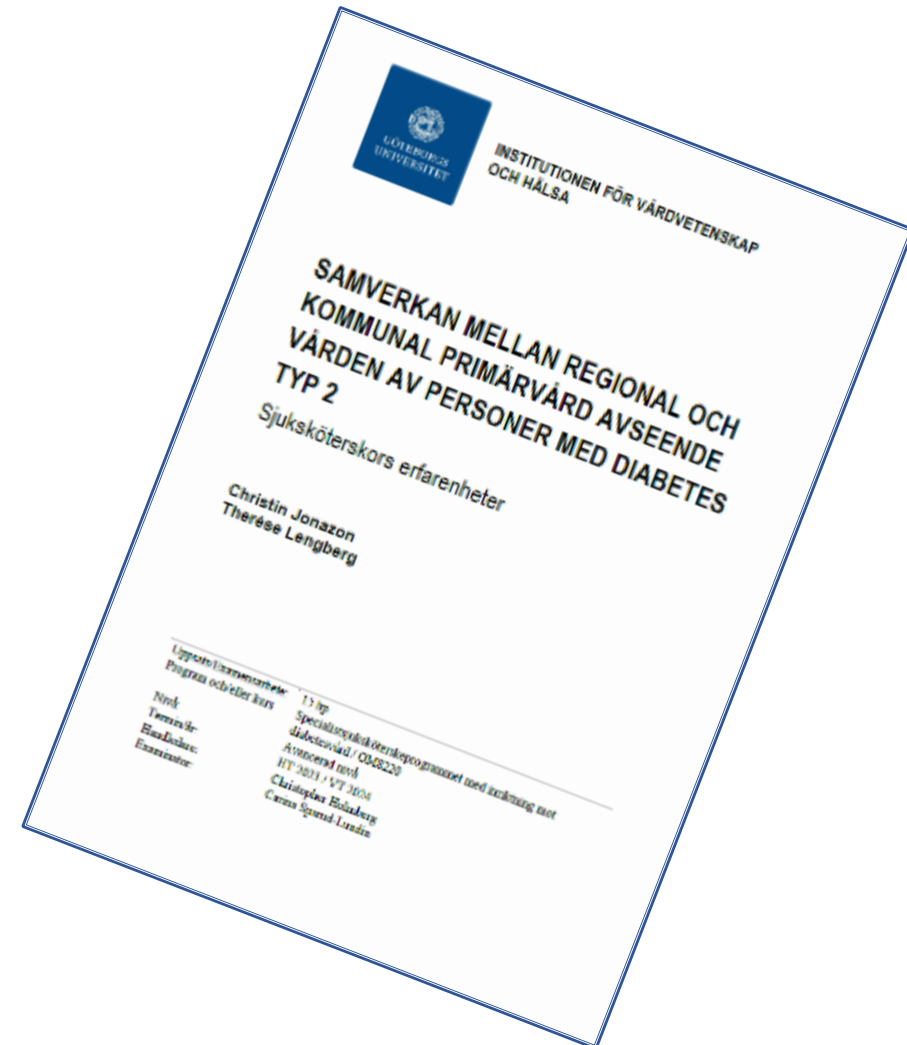 GÖTEBORGS
UNIVERSITET
INSTITUTIONEN FÖR VÅRDVETENSKAP
OCH HÄLSA
SAMVERKAN MELLAN REGIONAL OCH
KOMMUNAL PRIMÄRVÅRD AVSEENDE
VÅRDEN AV PERSONER MED DIABETES
TYP 2
Sjuksköterskors erfarenheter
Christin Jonazon
Therése Lengberg
Uppsats/Examensarbete: 15 hp
Program och/eller kurs Specialistsjuksköterskeprogrammet med inriktning mot
diabetesvård / OM8220
Nivå: Avancerad nivå
Termin/år: HT 2023 / VT 2024
Handledare: Christopher Holmberg
Examinator: Carina Sparud-Lundin